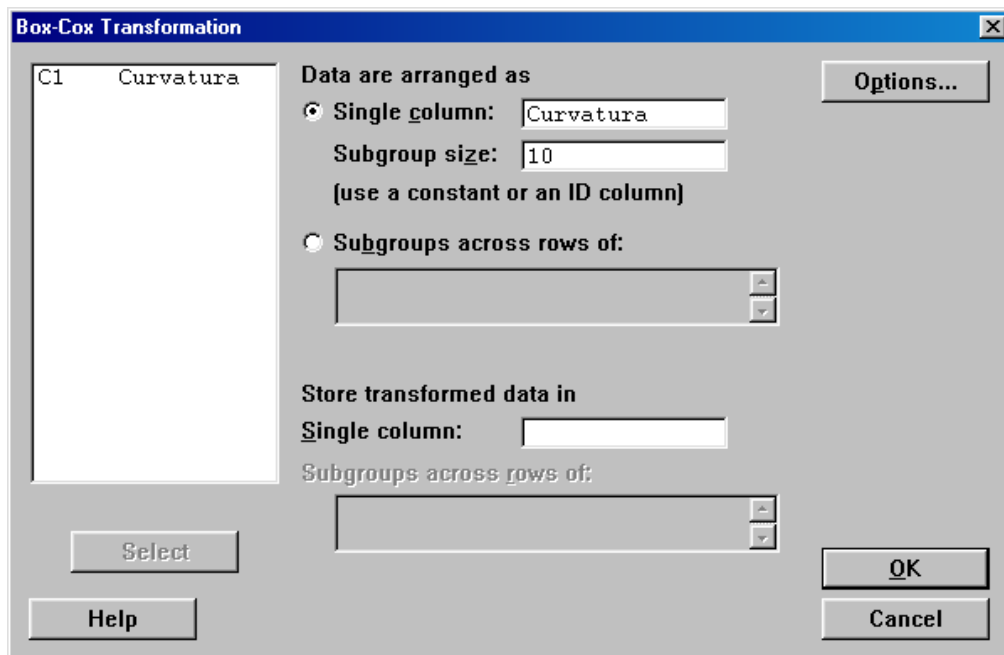 Box-Cox Transformation
C1 Curvatura
Data are arranged as
Single column: Curvatura
Subgroup size: 10
(use a constant or an ID column)
Subgroups across rows of:
Store transformed data in
Single column:
Subgroups across rows of:
Options...
Select
Help
OK
Cancel